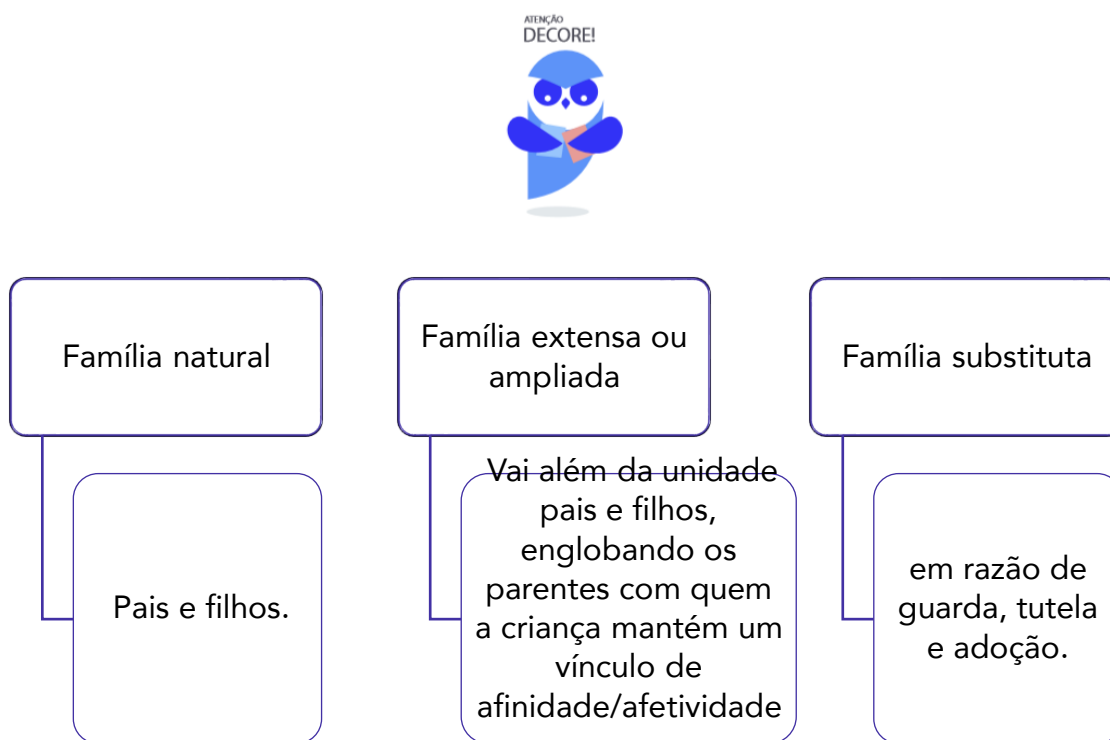 ATENÇÃO
DECORE!
Família natural
Pais e filhos.
Família extensa ou
ampliada
Vai além da unidade
pais e filhos,
englobando os
parentes com quem
a criança mantém um
vínculo de
afinidade/afetividade
Família substituta
em razão de
guarda, tutela
e adoção.